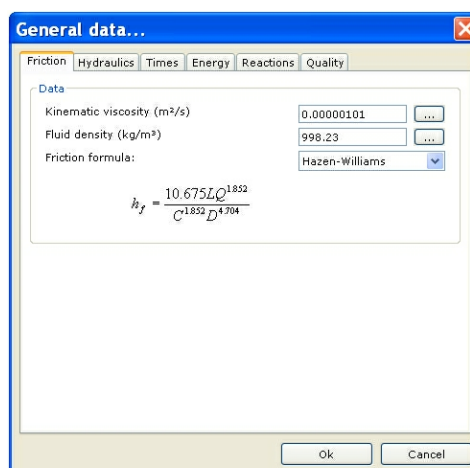 General data...
Friction Hydraulics Times Energy Reactions Quality
Data
Kinematic viscosity (m²/s) 0.00000101 ...
Fluid density (kg/m³) 998.23 ...
Friction formula: Hazen-Williams
h_f = 10.675LQ^1.852 / C^1.852 D^4.704
Ok Cancel